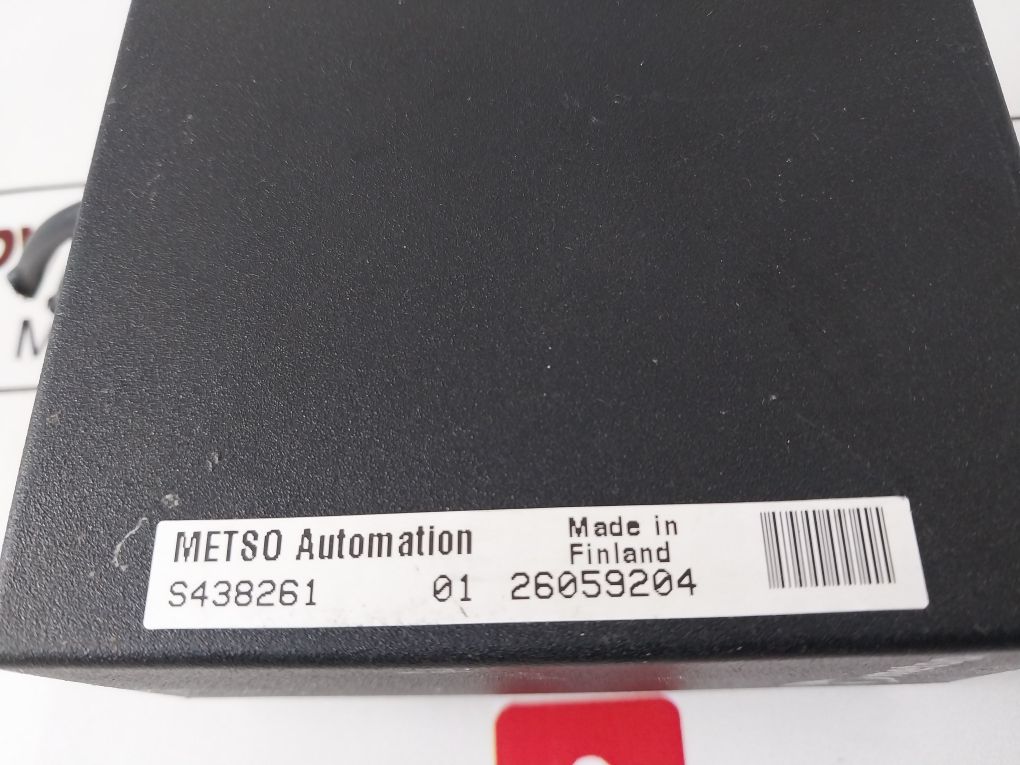 METSO Automation
Made in
Finland
S438261 01 26059204